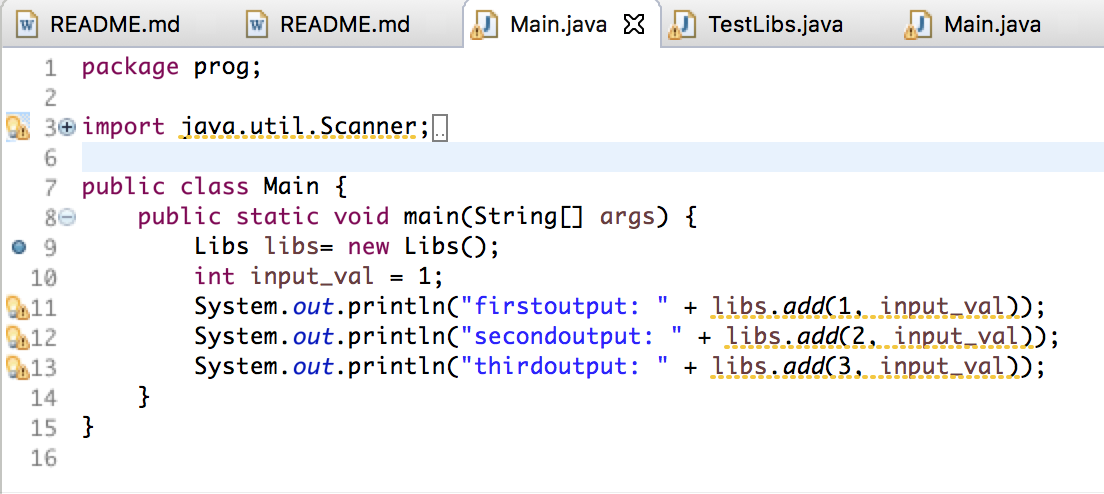 README.md README.md Main.java TestLibs.java Main.java
1 package prog;
2
3 import java.util.Scanner;
6
7 public class Main {
8 public static void main(String[] args) {
9 Libs libs= new Libs();
10 int input_val = 1;
11 System.out.println("firstoutput: " + libs.add(1, input_val));
12 System.out.println("secondoutput: " + libs.add(2, input_val));
13 System.out.println("thirdoutput: " + libs.add(3, input_val));
14 }
15 }
16